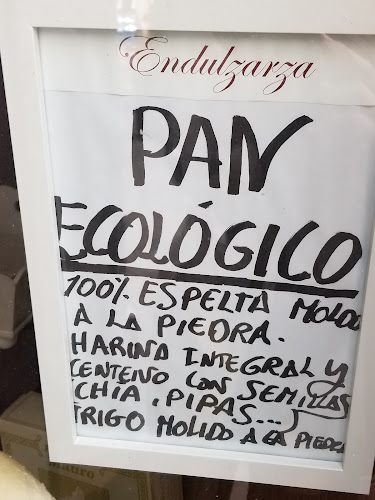 Endulzarza
PAN
ECOLÓGICO
100% ESPELTA MOLIDO
A LA PIEDRA.
HARINA INTEGRAL Y
CENTENO CON SEMILLAS
(CHIA, PIPAS...)
TRIGO MOLIDO A LA PIEDRA
Mauro